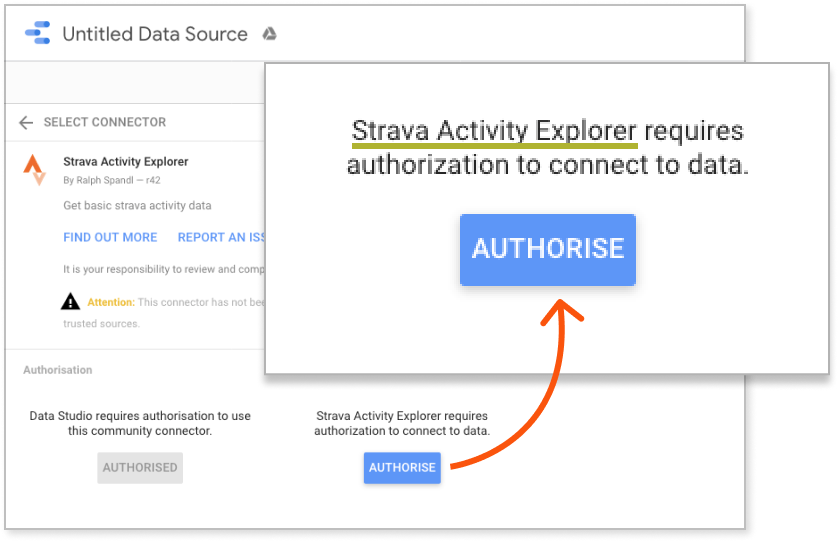 Untitled Data Source
SELECT CONNECTOR
Strava Activity Explorer
By Ralph Spandl — r42
Get basic strava activity data
FIND OUT MORE REPORT AN ISS
It is your responsibility to review and comp
Attention: This connector has not bee
trusted sources.
Authorisation
Data Studio requires authorisation to use
this community connector.
AUTHORISED
Strava Activity Explorer requires
authorization to connect to data.
AUTHORISE
Strava Activity Explorer requires
authorization to connect to data.
AUTHORISE